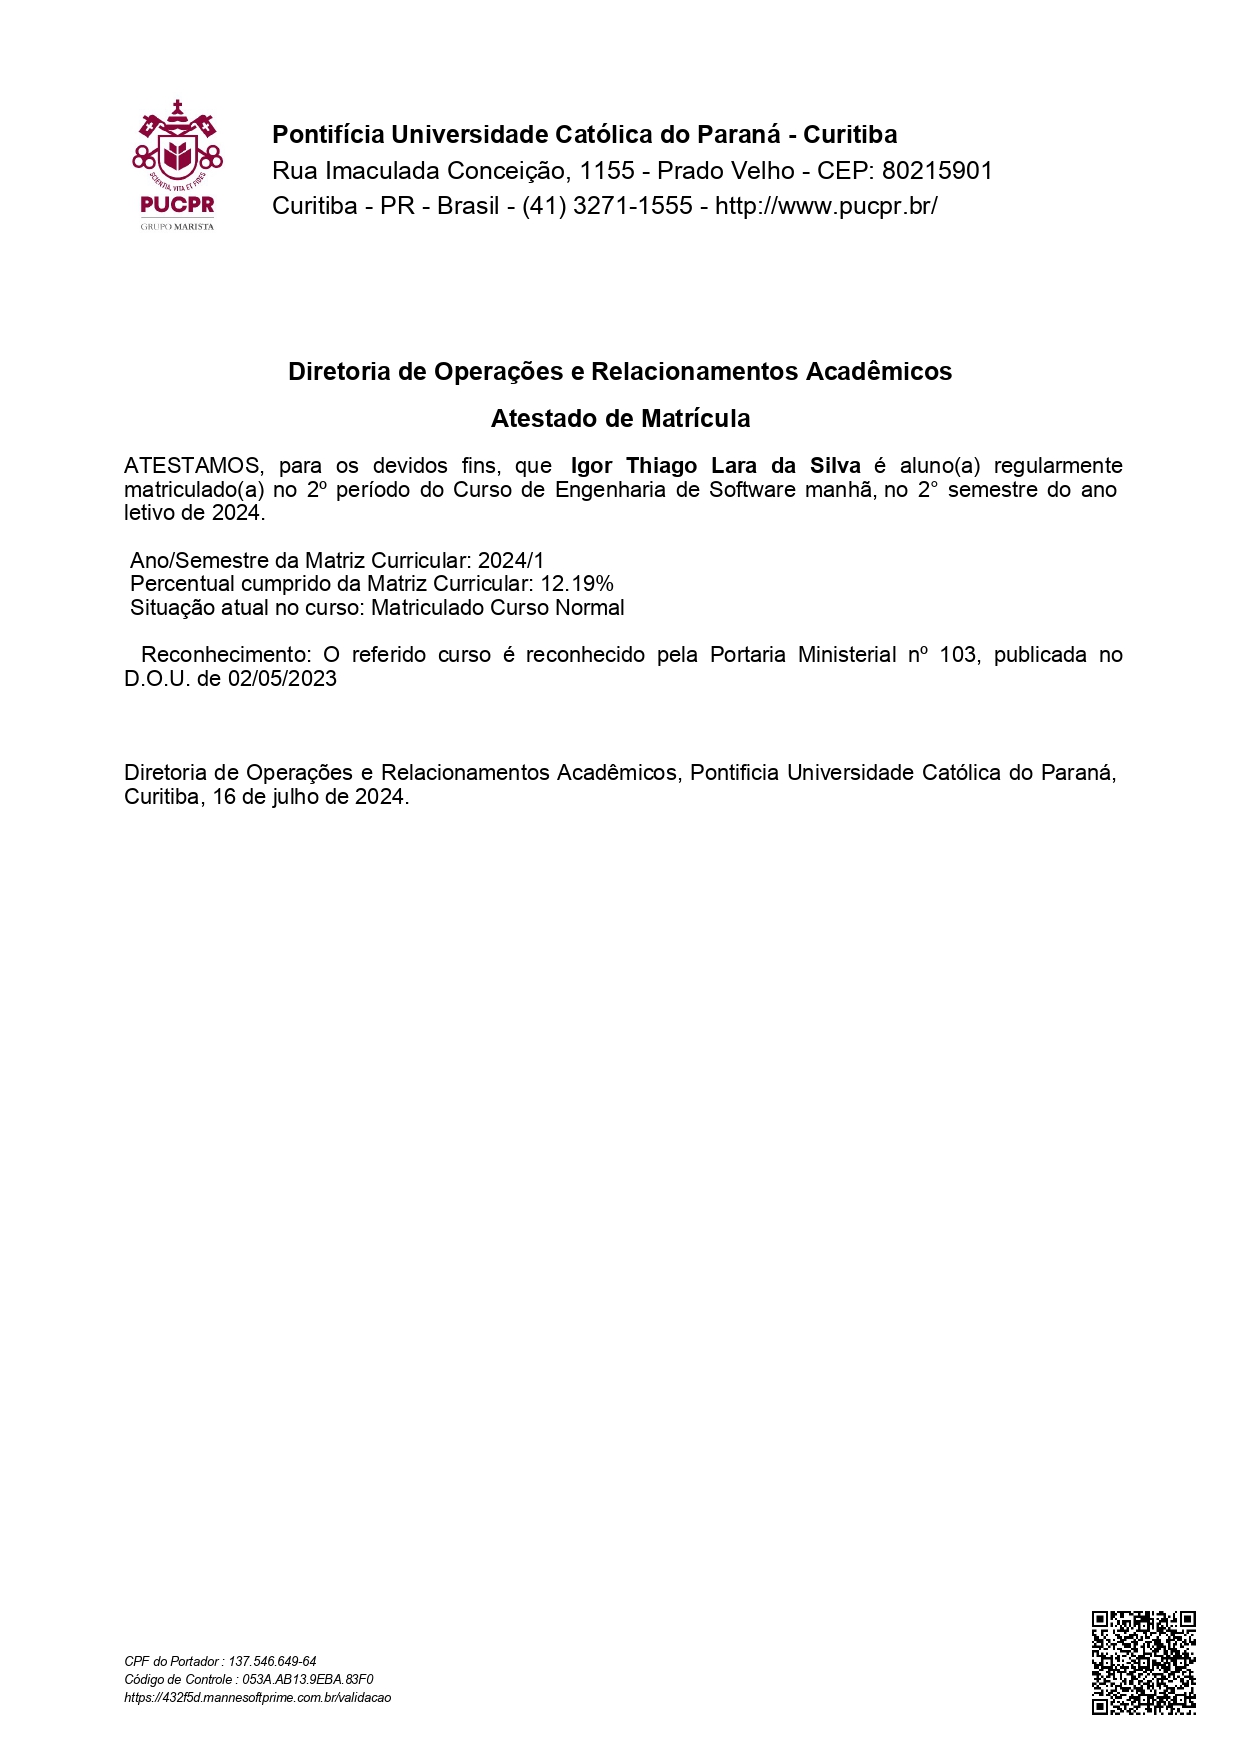 SCIENTIA, VITA ET FIDES
PUCPR
GRUPO MARISTA
Pontifícia Universidade Católica do Paraná - Curitiba
Rua Imaculada Conceição, 1155 - Prado Velho - CEP: 80215901
Curitiba - PR - Brasil - (41) 3271-1555 - http://www.pucpr.br/
Diretoria de Operações e Relacionamentos Acadêmicos
Atestado de Matrícula
ATESTAMOS, para os devidos fins, que Igor Thiago Lara da Silva é aluno(a) regularmente
matriculado(a) no 2º período do Curso de Engenharia de Software manhã, no 2° semestre do ano
letivo de 2024.
Ano/Semestre da Matriz Curricular: 2024/1
Percentual cumprido da Matriz Curricular: 12.19%
Situação atual no curso: Matriculado Curso Normal
Reconhecimento: O referido curso é reconhecido pela Portaria Ministerial nº 103, publicada no
D.O.U. de 02/05/2023
Diretoria de Operações e Relacionamentos Acadêmicos, Pontificia Universidade Católica do Paraná,
Curitiba, 16 de julho de 2024.
CPF do Portador : 137.546.649-64
Código de Controle : 053A.AB13.9EBA.83F0
https://432f5d.mannesoftprime.com.br/validacao